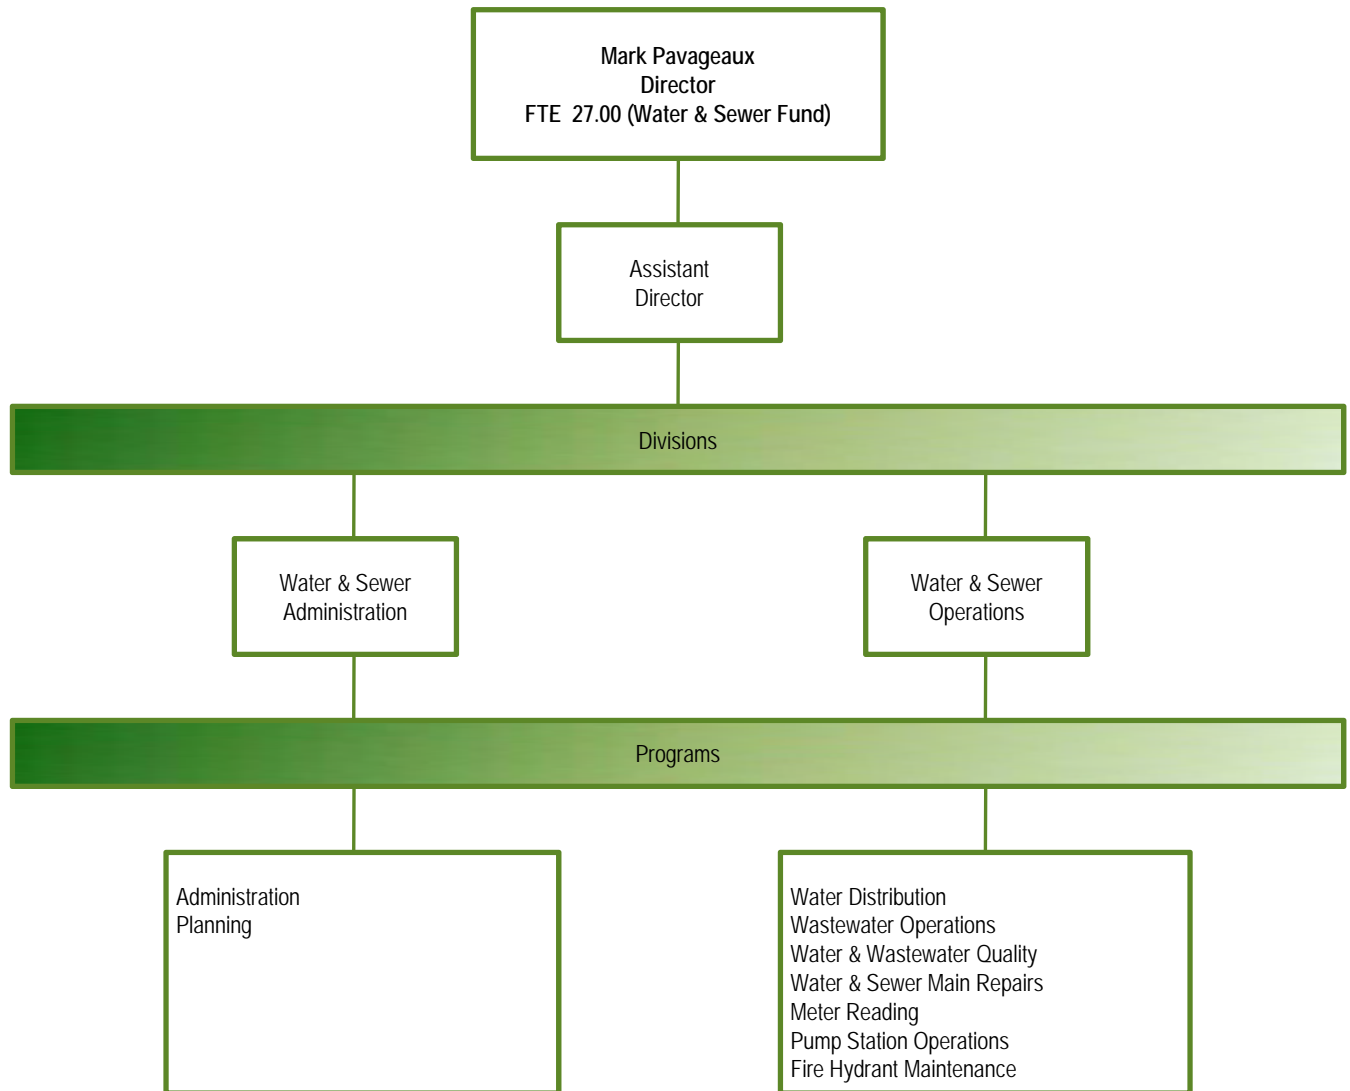 Mark Pavageaux
Director
FTE  27.00 (Water & Sewer Fund)
Assistant
Director
Divisions
Water & Sewer
Administration
Water & Sewer
Operations
Programs
Administration
Planning
Water Distribution
Wastewater Operations
Water & Wastewater Quality
Water & Sewer Main Repairs
Meter Reading
Pump Station Operations
Fire Hydrant Maintenance